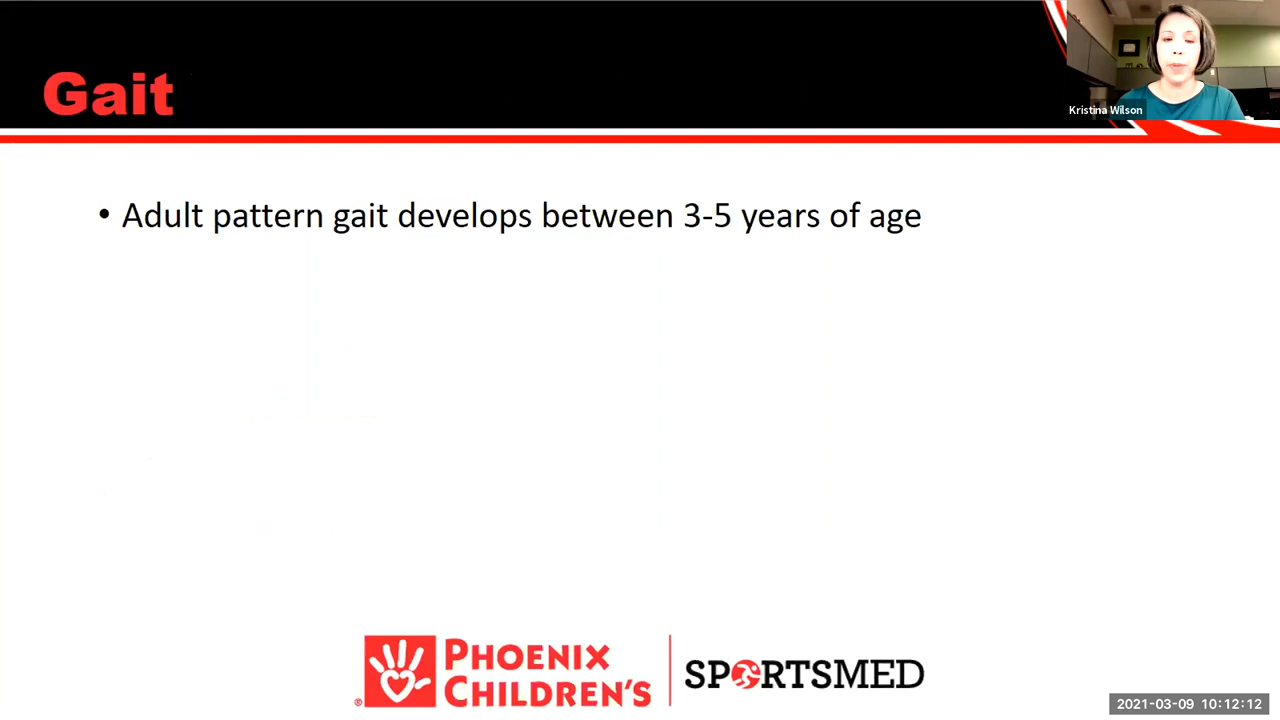 Gait
Kristina Wilson
• Adult pattern gait develops between 3-5 years of age
PHOENIX
CHILDREN'S
®
SPORTSMED
2021-03-09 10:12:12